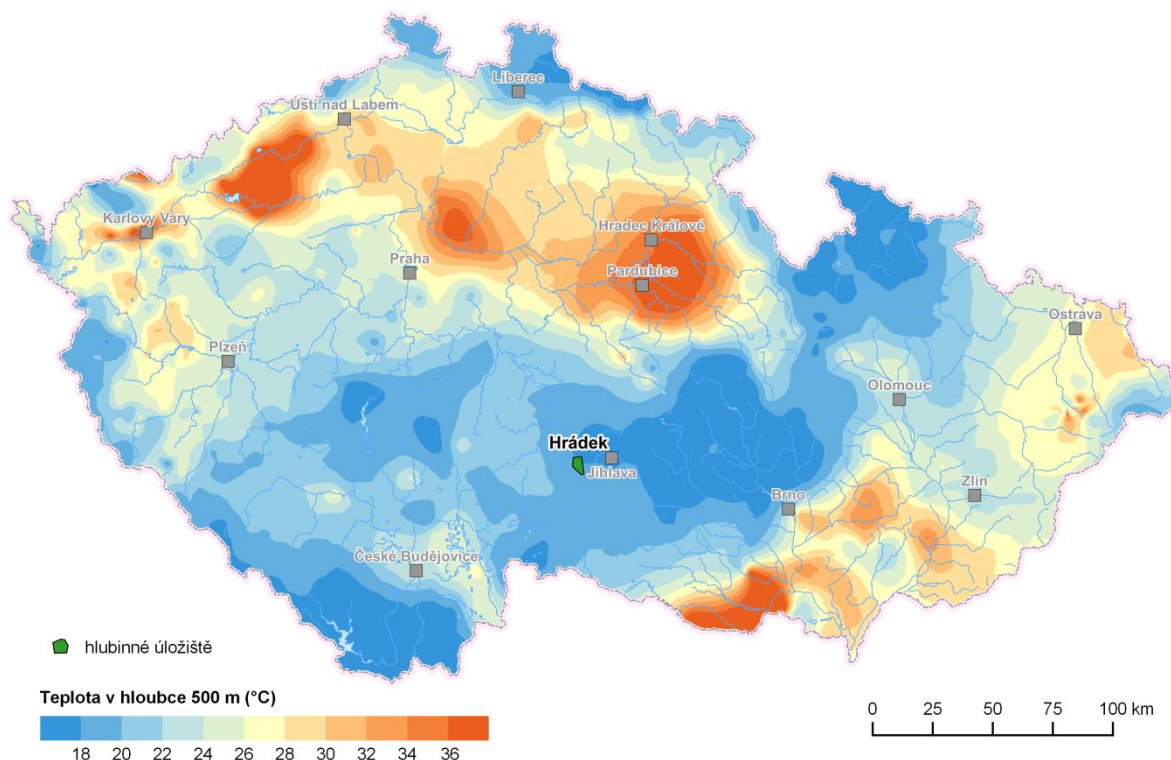 Liberec
Ústí nad Labem
Karlovy Vary
Hradec Králové
Praha
Pardubice
Ostrava
Plzeň
Olomouc
Hrádek
Jihlava
Zlín
Brno
České Budějovice
hlubinné úložiště
Teplota v hloubce 500 m (°C)
18 20 22 24 26 28 30 32 34 36
0 25 50 75 100 km